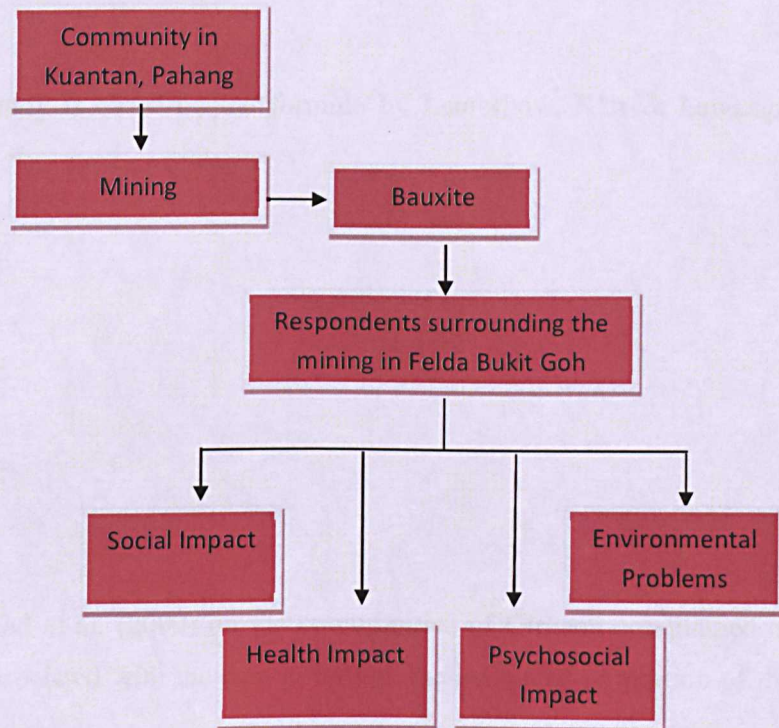 Community in
Kuantan, Pahang
Mining
Bauxite
Respondents surrounding the
mining in Felda Bukit Goh
Social Impact
Environmental
Problems
Health Impact
Psychosocial
Impact